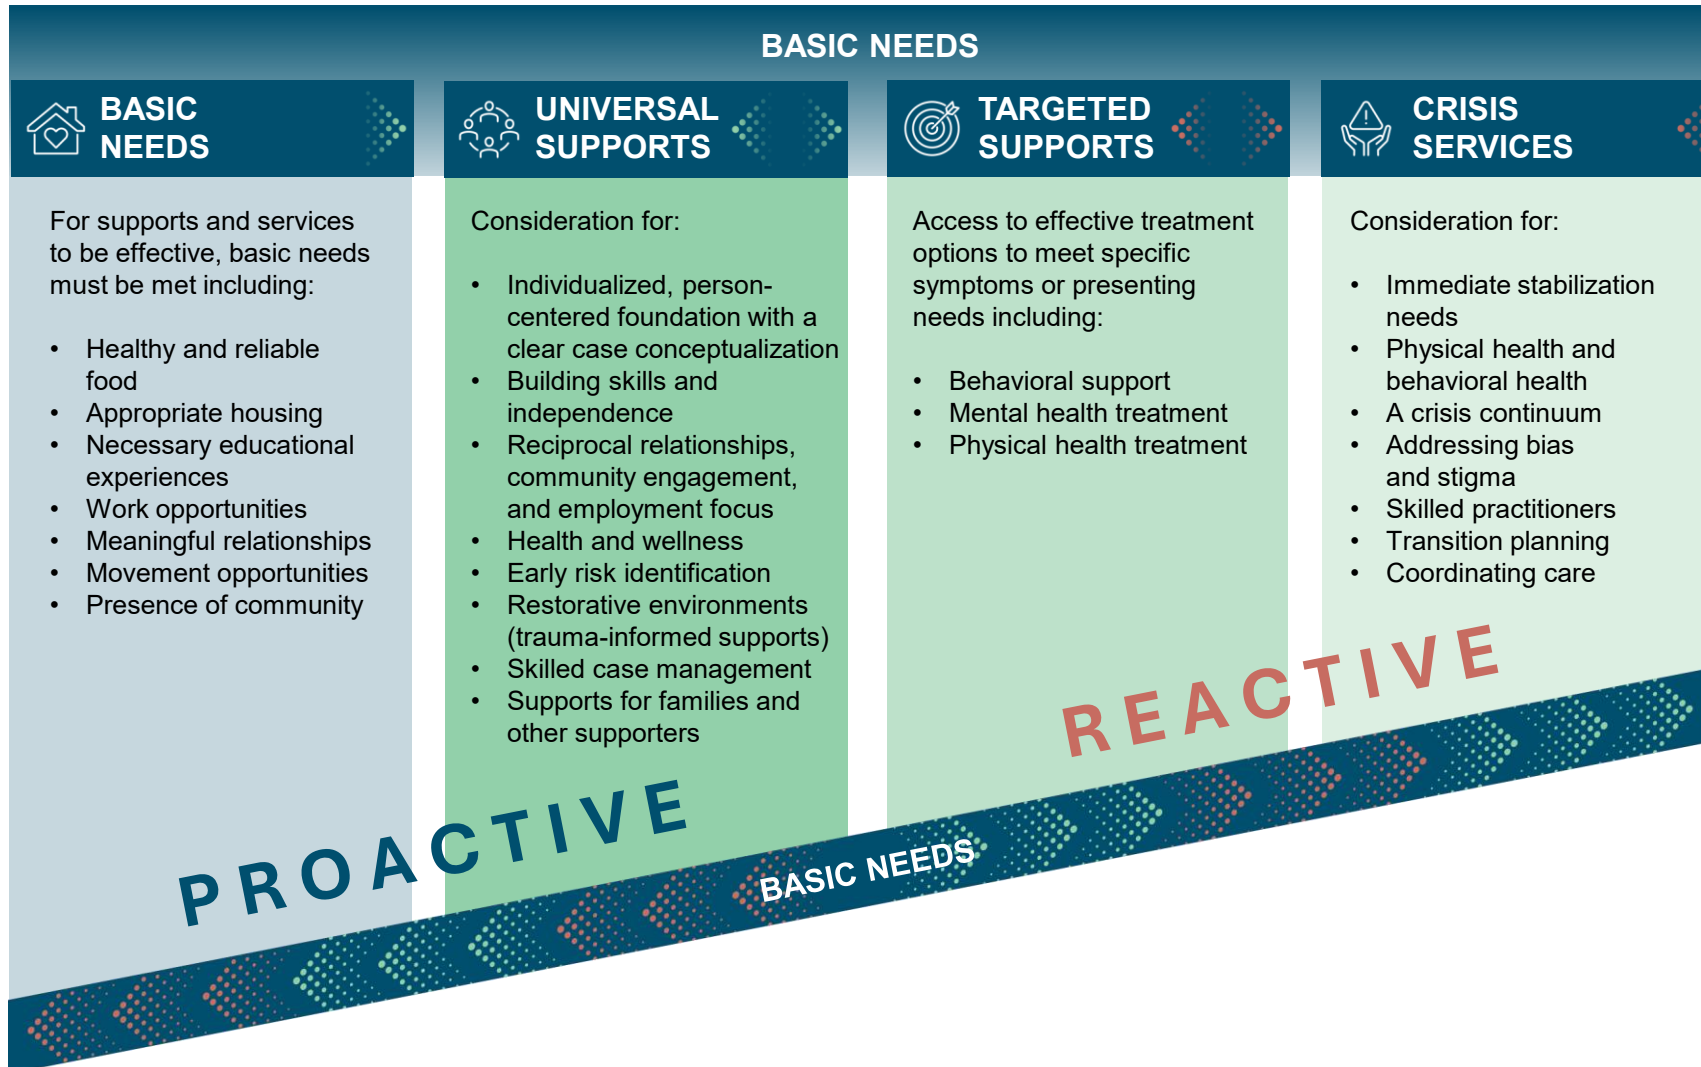 BASIC NEEDS
BASIC
NEEDS
For supports and services
to be effective, basic needs
must be met including:
• Healthy and reliable
food
• Appropriate housing
• Necessary educational
experiences
• Work opportunities
• Meaningful relationships
• Movement opportunities
• Presence of community
UNIVERSAL
SUPPORTS
Consideration for:
• Individualized, person-
centered foundation with a
clear case conceptualization
• Building skills and
independence
• Reciprocal relationships,
community engagement,
and employment focus
• Health and wellness
• Early risk identification
• Restorative environments
(trauma-informed supports)
• Skilled case management
• Supports for families and
other supporters
TARGETED
SUPPORTS
Access to effective treatment
options to meet specific
symptoms or presenting
needs including:
• Behavioral support
• Mental health treatment
• Physical health treatment
CRISIS
SERVICES
Consideration for:
• Immediate stabilization
needs
• Physical health and
behavioral health
• A crisis continuum
• Addressing bias
and stigma
• Skilled practitioners
• Transition planning
• Coordinating care
PROACTIVE
REACTIVE
BASIC NEEDS